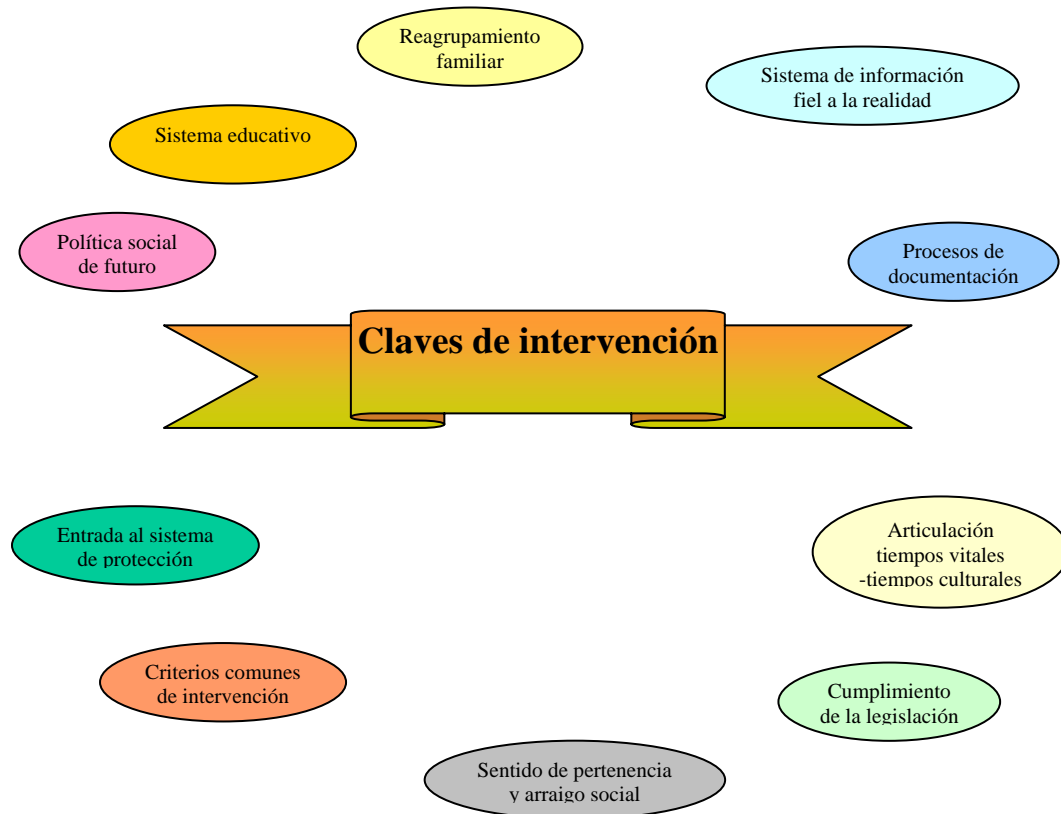 Reagrupamiento
familiar
Sistema de información
fiel a la realidad
Sistema educativo
Política social
de futuro
Procesos de
documentación
Claves de intervención
Entrada al sistema
de protección
Articulación
tiempos vitales
-tiempos culturales
Criterios comunes
de intervención
Cumplimiento
de la legislación
Sentido de pertenencia
y arraigo social